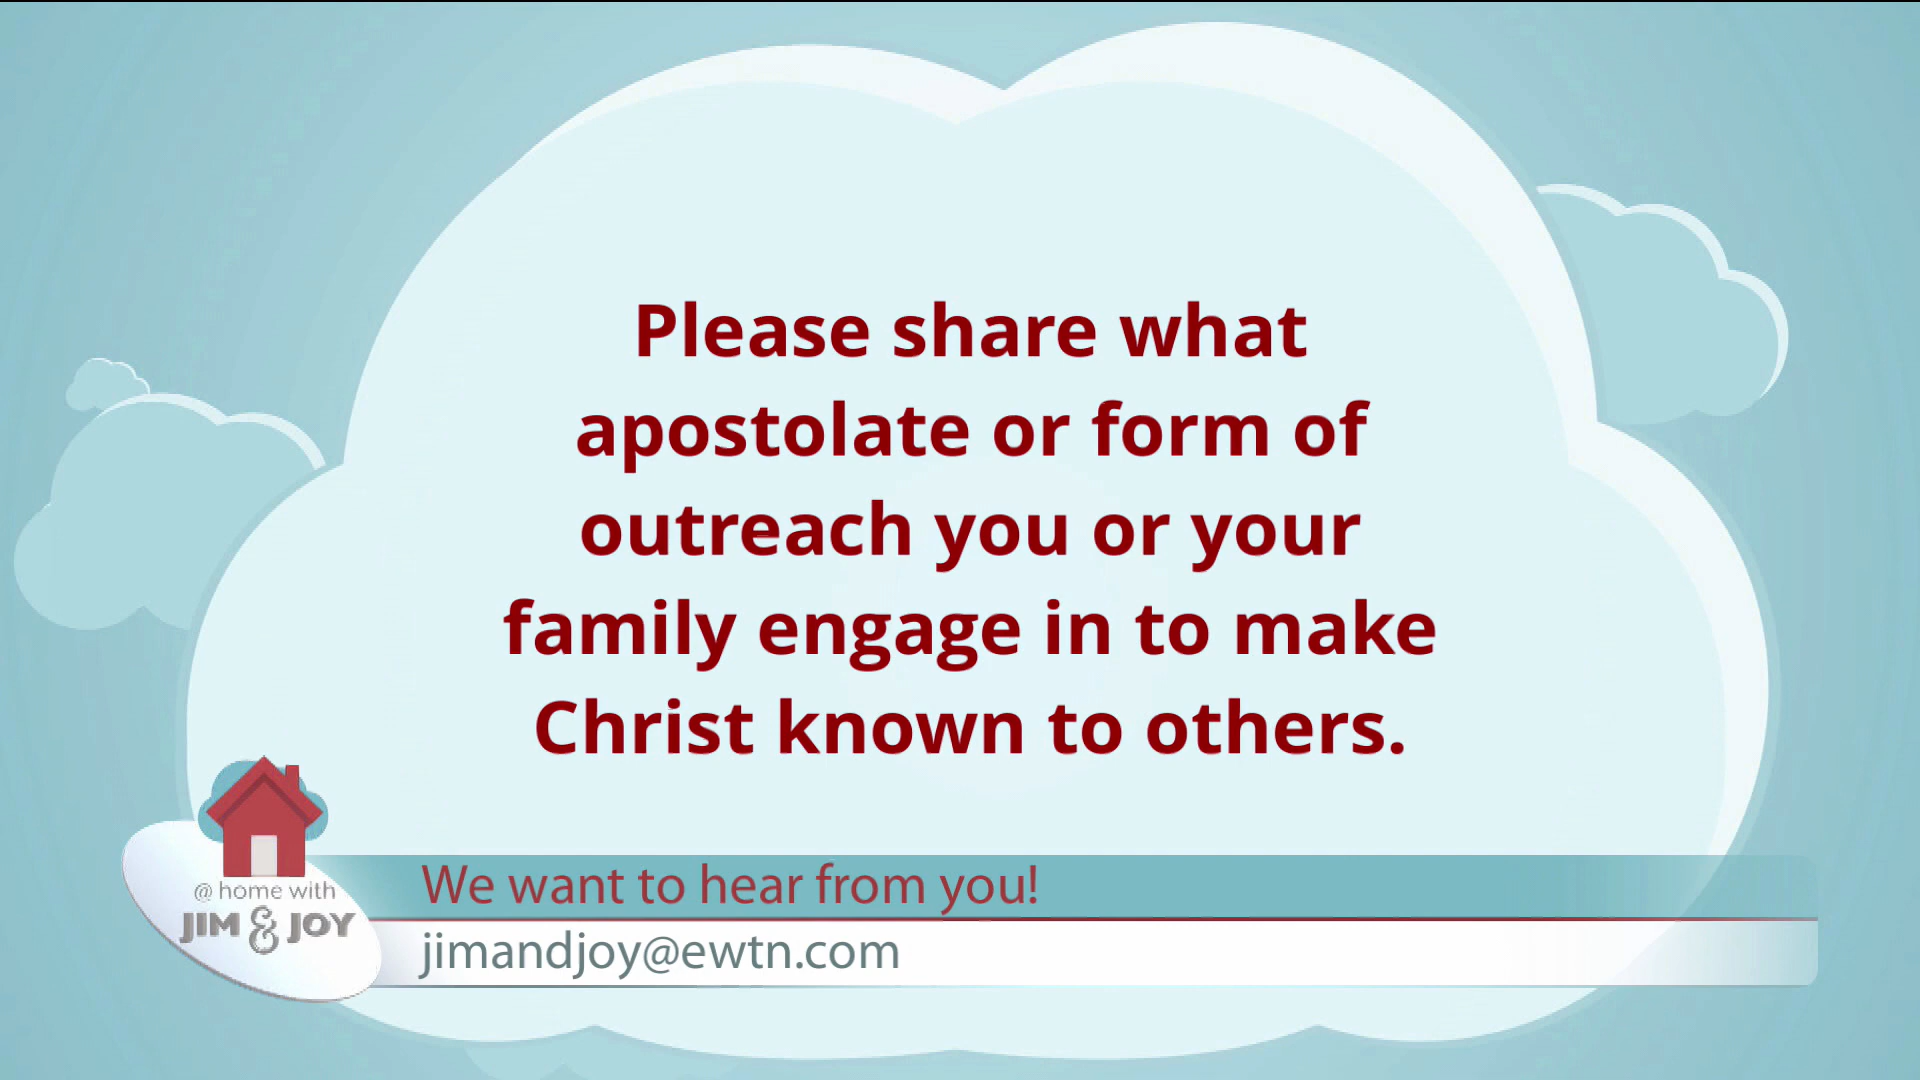 Please share what
apostolate or form of
outreach you or your
family engage in to make
Christ known to others.
We want to hear from you!
@ home with
JIM & JOY
jimandjoy@ewtn.com